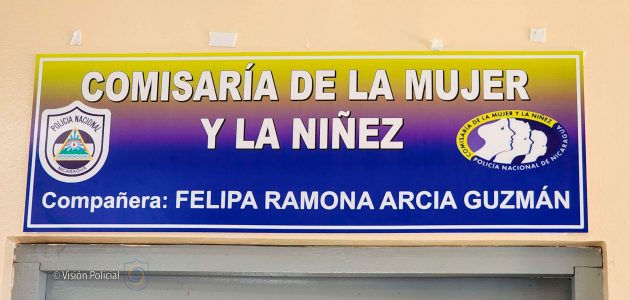 COMISARÍA DE LA MUJER
Y LA NIÑEZ
POLICIA NACIONAL
NICARAGUA
COMISARÍA DE LA MUJER Y LA NIÑEZ
POLICÍA NACIONAL DE NICARAGUA
Compañera: FELIPA RAMONA ARCIA GUZMÁN
© Visión Policial